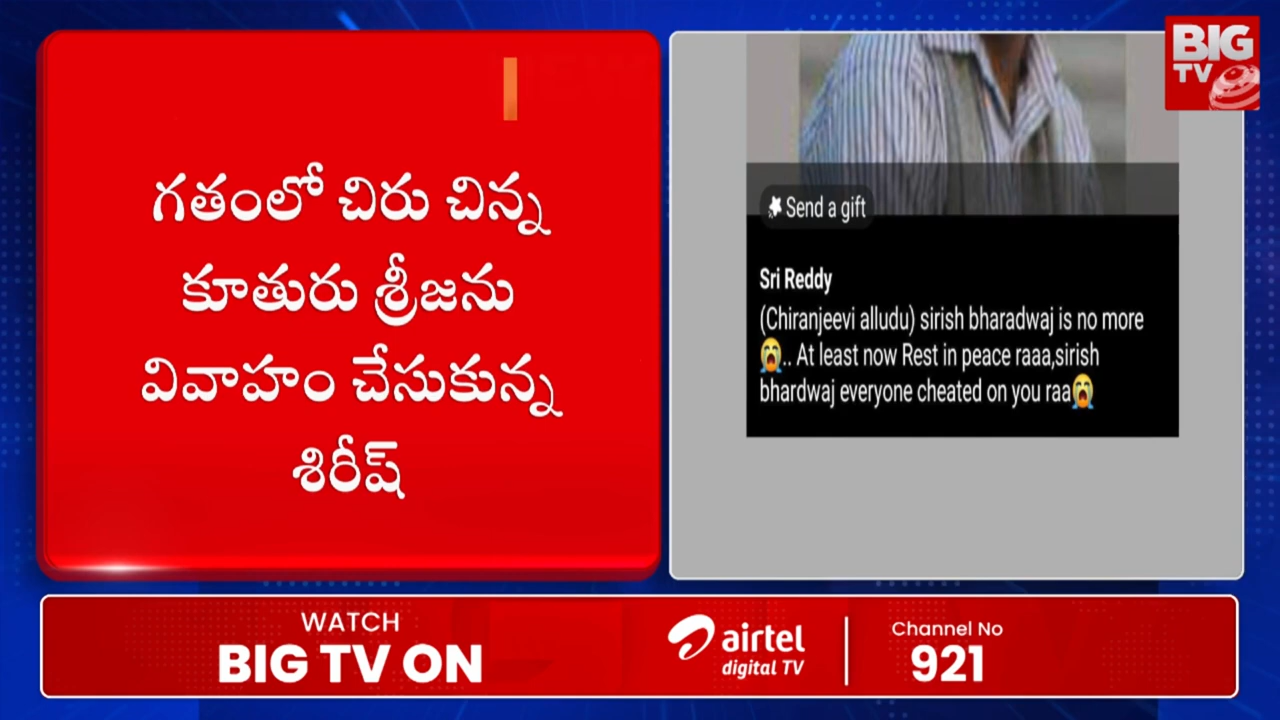 గతంలో చిరు చిన్న
కూతురు శ్రీజను
వివాహం చేసుకున్న
శిరీష్
BIG
TV
Send a gift
Sri Reddy
(Chiranjeevi alludu) sirish bharadwaj is no more
😭.. At least now Rest in peace raaa,sirish
bhardwaj everyone cheated on you raa😭
WATCH
BIG TV ON
airtel
digital TV
Channel No
921